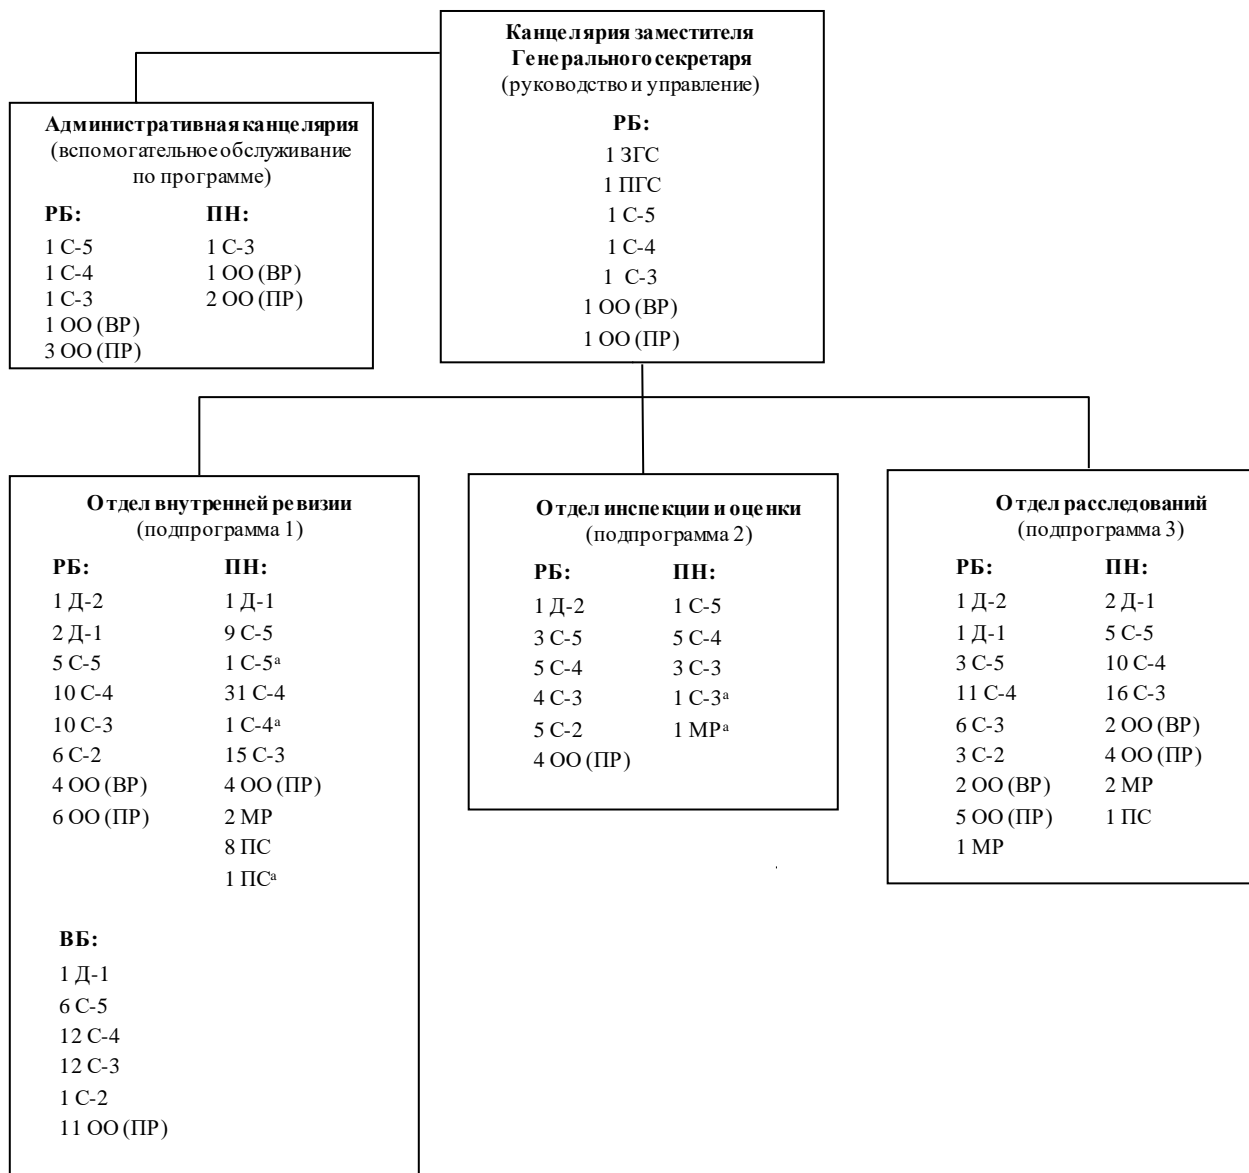 Канцелярия заместителя
Генерального секретаря
(руководство и управление)
РБ:
1 ЗГС
1 ПГС
1 С-5
1 С-4
1 С-3
1 ОО (ВР)
1 ОО (ПР)
Административная канцелярия
(вспомогательное обслуживание
по программе)
РБ: ПН:
1 С-5 1 С-3
1 С-4 1 ОО (ВР)
1 С-3 2 ОО (ПР)
1 ОО (ВР)
3 ОО (ПР)
Отдел внутренней ревизии
(подпрограмма 1)
РБ: ПН:
1 Д-2 1 Д-1
2 Д-1 9 С-5
5 С-5 1 С-5ᵃ
10 С-4 31 С-4
10 С-3 1 С-4ᵃ
6 С-2 15 С-3
4 ОО (ВР) 4 ОО (ПР)
6 ОО (ПР) 2 МР
8 ПС
1 ПСᵃ
ВБ:
1 Д-1
6 С-5
12 С-4
12 С-3
1 С-2
11 ОО (ПР)
Отдел инспекции и оценки
(подпрограмма 2)
РБ: ПН:
1 Д-2 1 С-5
3 С-5 5 С-4
5 С-4 3 С-3
4 С-3 1 С-3ᵃ
5 С-2 1 МРᵃ
4 ОО (ПР)
Отдел расследований
(подпрограмма 3)
РБ: ПН:
1 Д-2 2 Д-1
1 Д-1 5 С-5
3 С-5 10 С-4
11 С-4 16 С-3
6 С-3 2 ОО (ВР)
3 С-2 4 ОО (ПР)
2 ОО (ВР) 2 МР
5 ОО (ПР) 1 ПС
1 МР